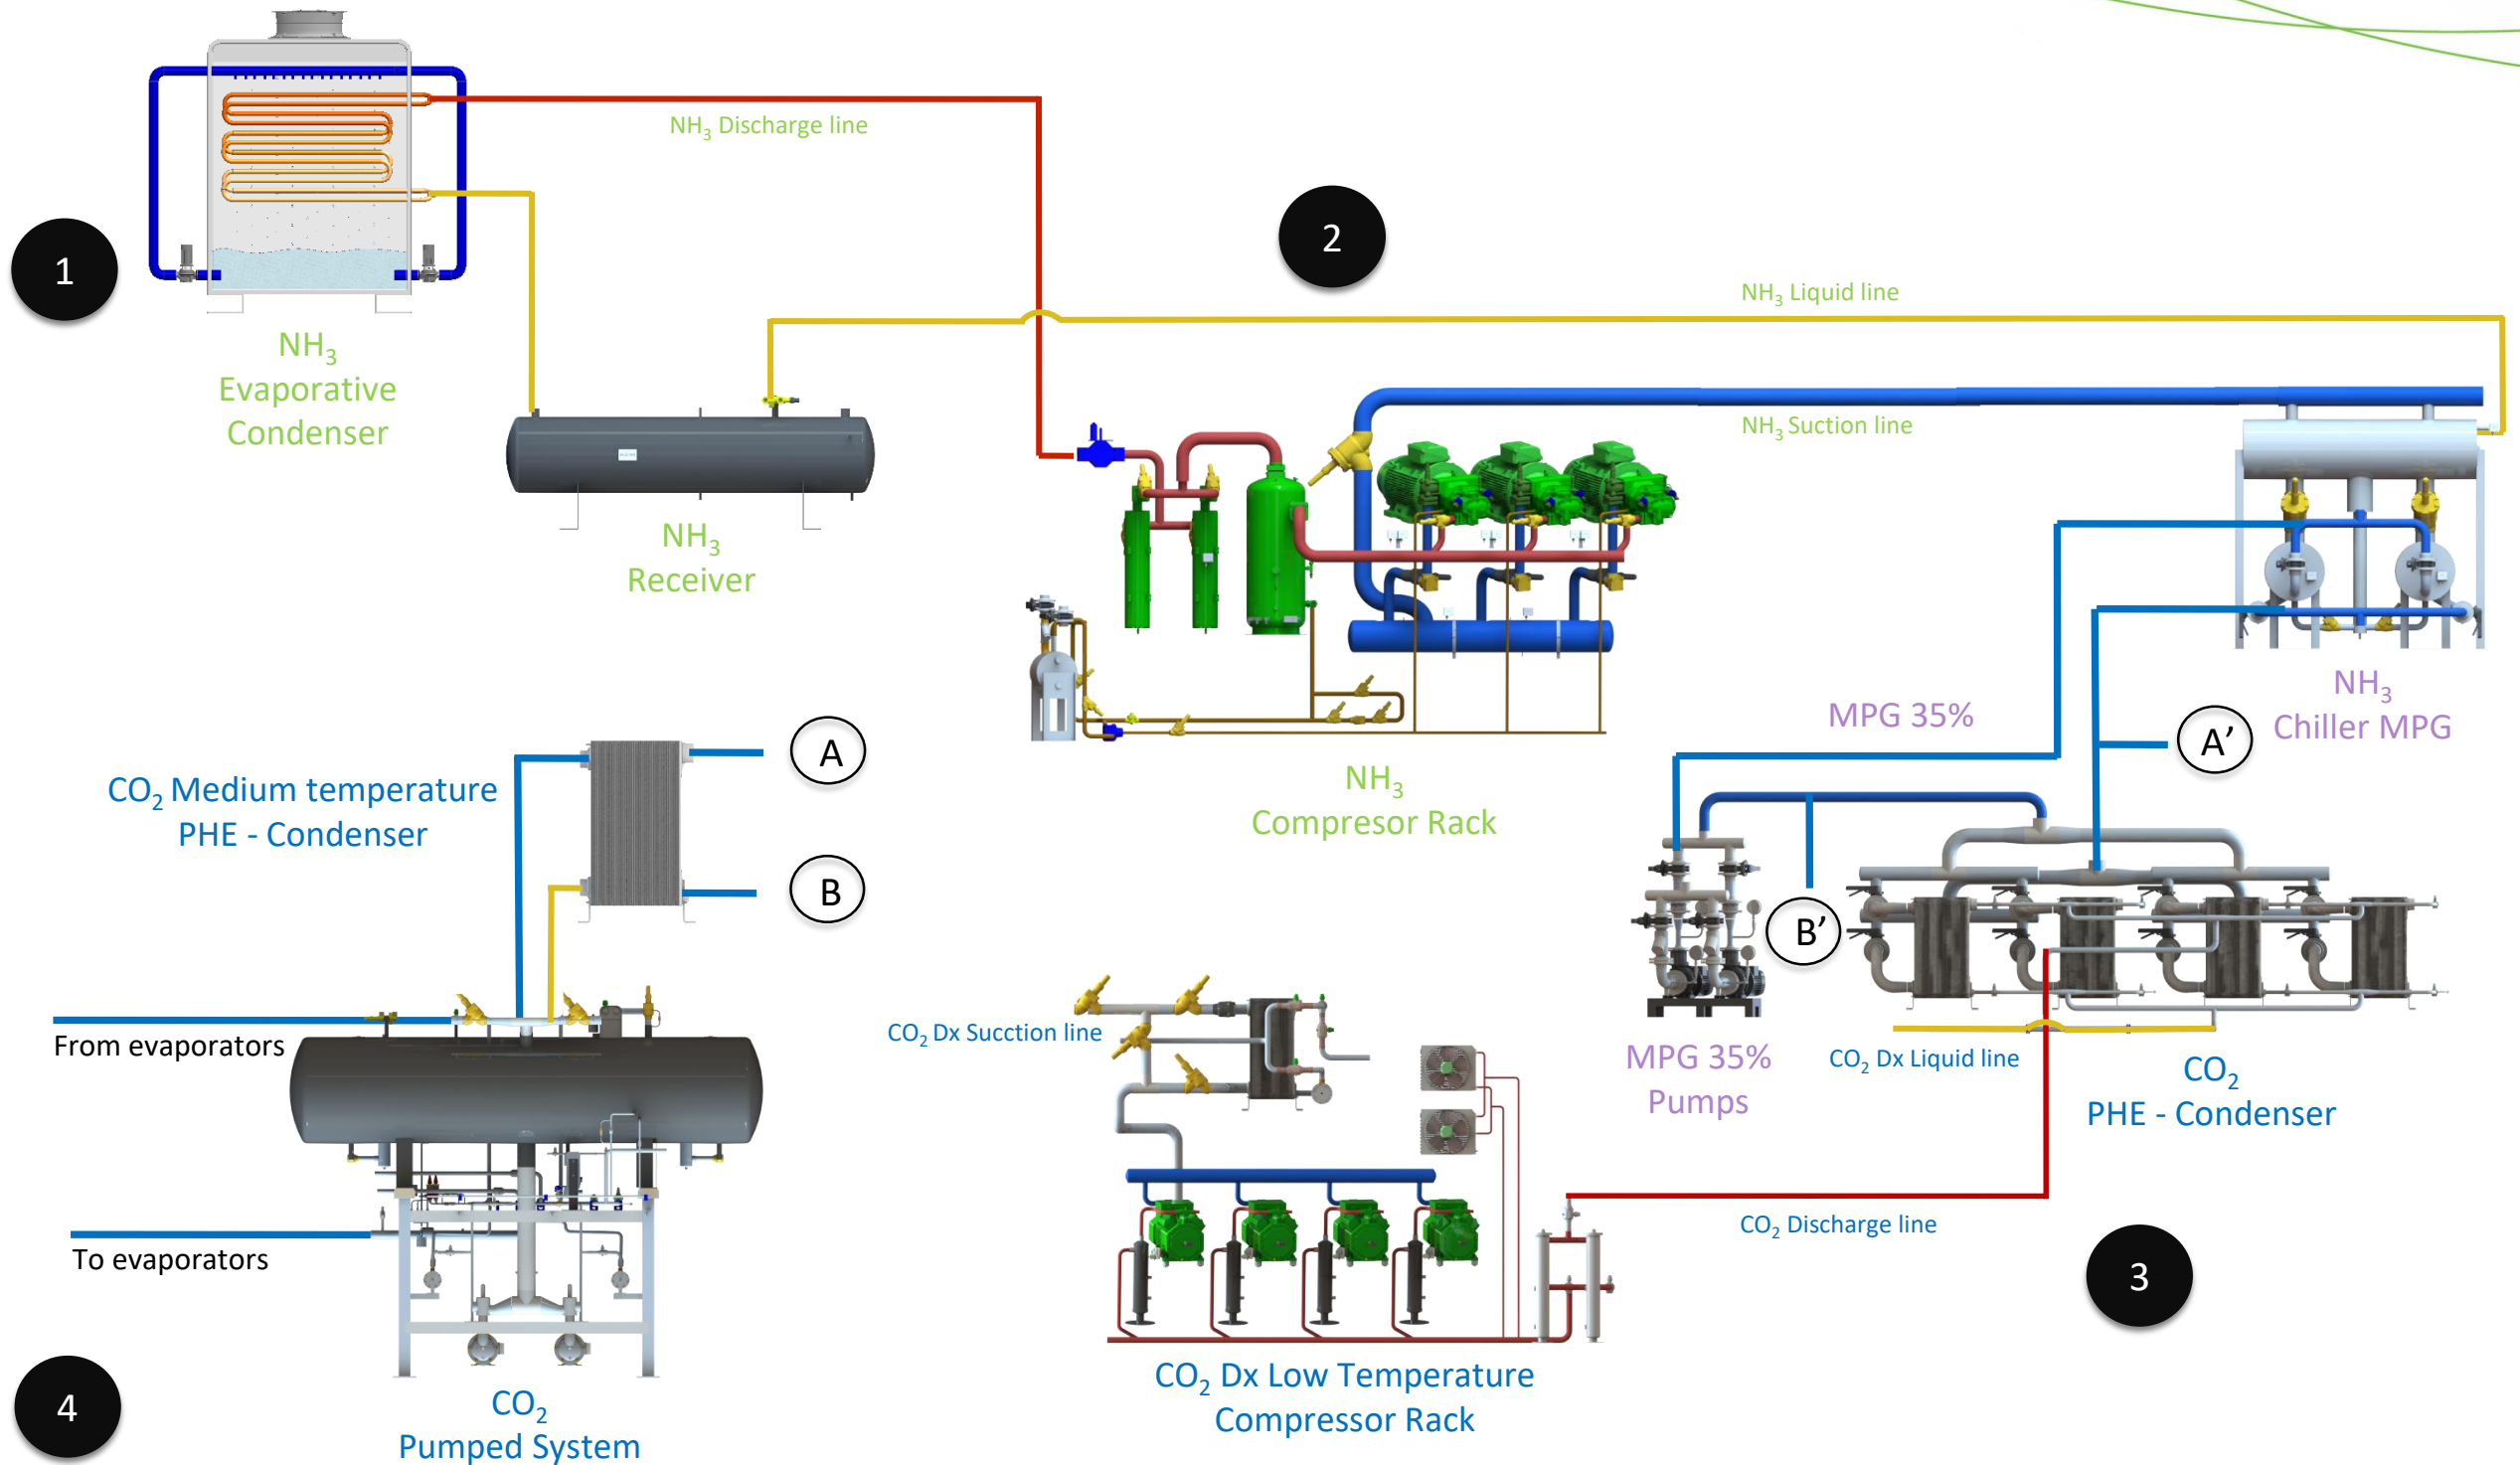 NH₃ Discharge line
1
2
NH₃ Liquid line
NH₃
Evaporative
Condenser
NH₃ Suction line
NH₃
Receiver
NH₃
Chiller MPG
MPG 35%
A'
A
CO₂ Medium temperature
PHE - Condenser
NH₃
Compresor Rack
B
B'
From evaporators
CO₂ Dx Sucction line
MPG 35%
Pumps
CO₂ Dx Liquid line
CO₂
PHE - Condenser
To evaporators
CO₂ Discharge line
3
CO₂ Dx Low Temperature
Compressor Rack
4
CO₂
Pumped System